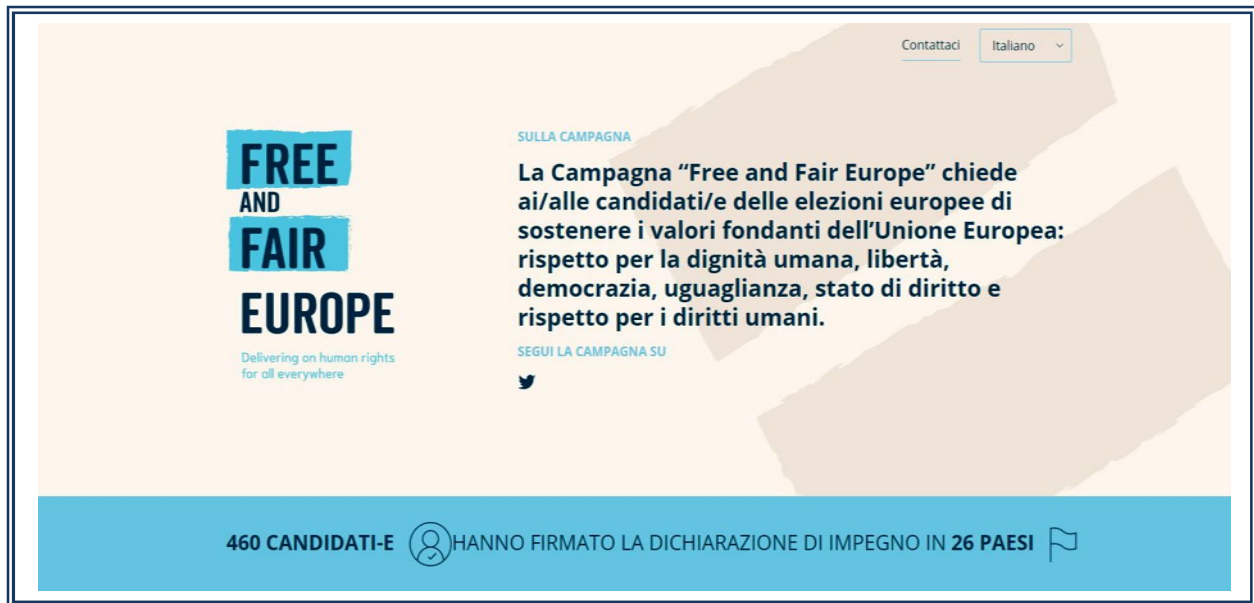 Contattaci
Italiano
FREE
AND
FAIR
EUROPE
Delivering on human rights
for all everywhere
SULLA CAMPAGNA
La Campagna “Free and Fair Europe” chiede
ai/alle candidati/e delle elezioni europee di
sostenere i valori fondanti dell’Unione Europea:
rispetto per la dignità umana, libertà,
democrazia, uguaglianza, stato di diritto e
rispetto per i diritti umani.
SEGUI LA CAMPAGNA SU
460 CANDIDATI-E HANNO FIRMATO LA DICHIARAZIONE DI IMPEGNO IN 26 PAESI